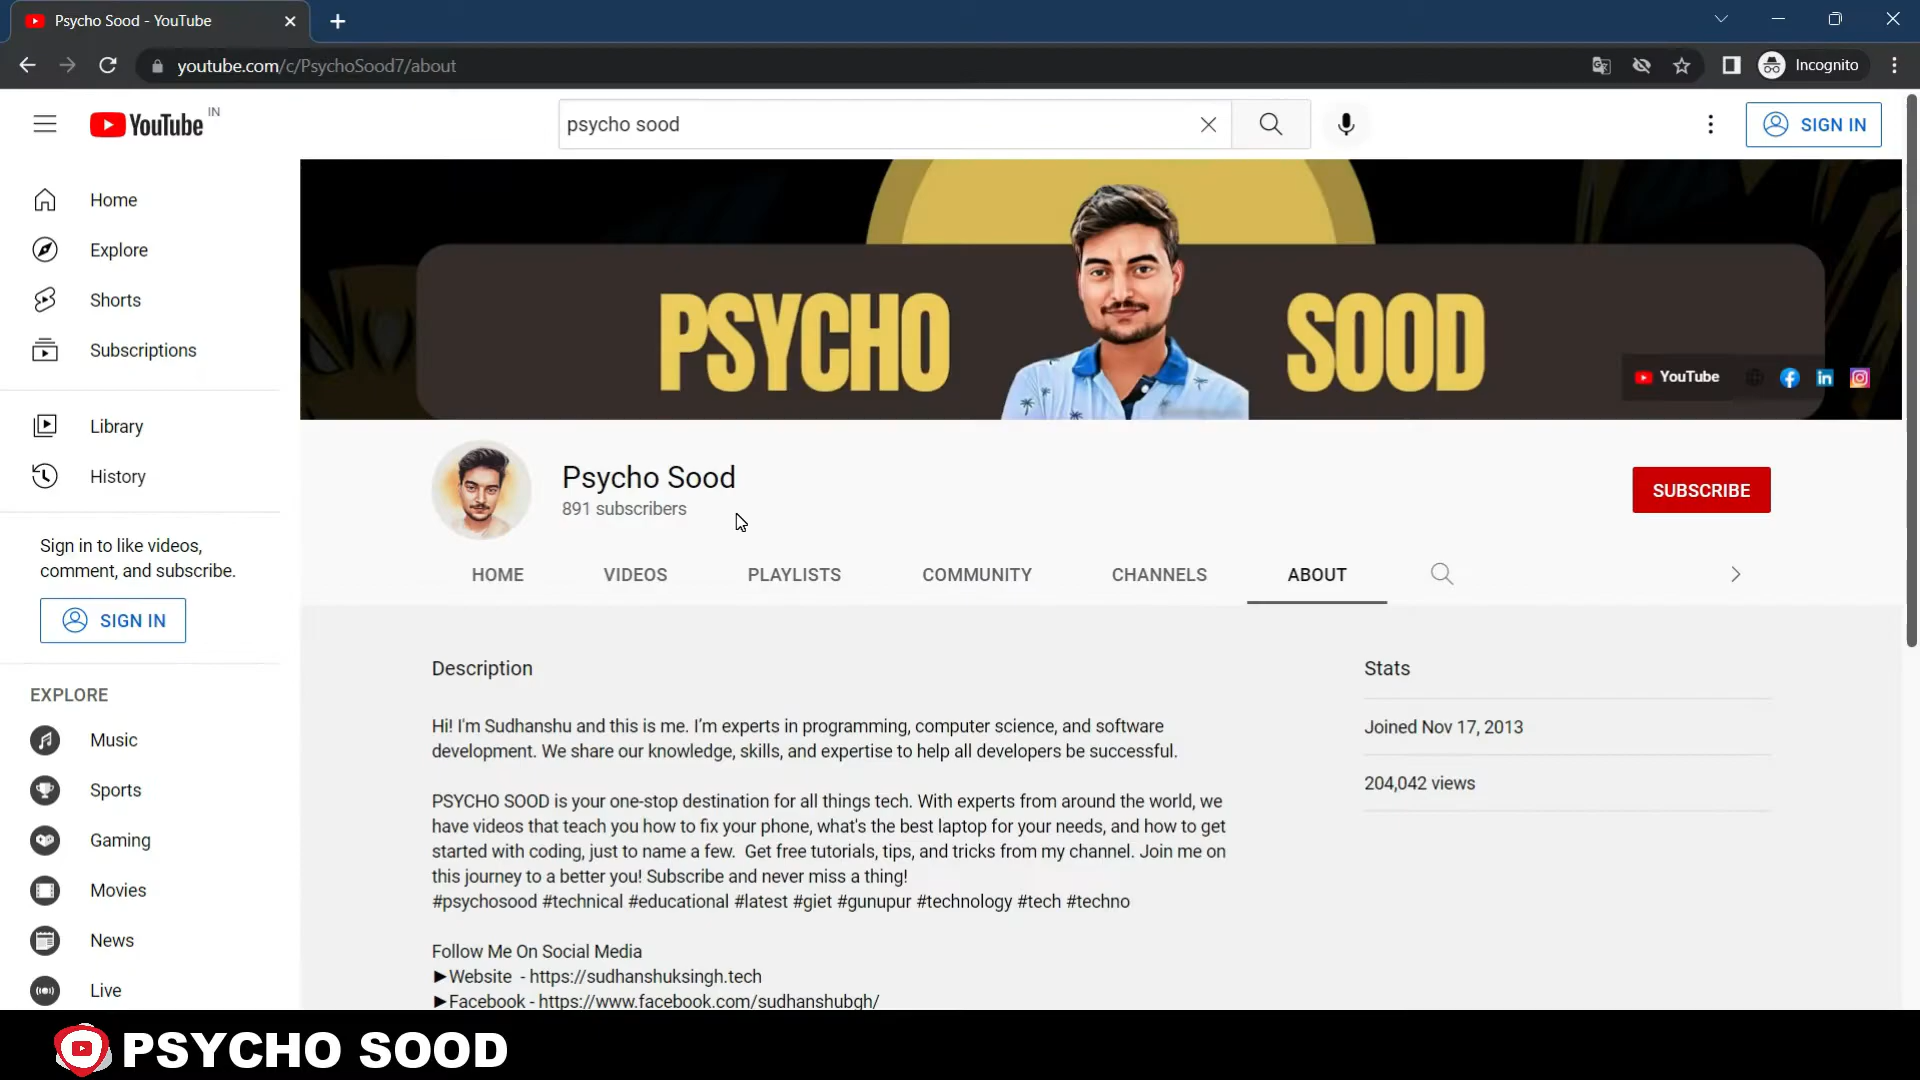 Psycho Sood - YouTube
youtube.com/c/PsychoSood7/about
Incognito
YouTube IN
psycho sood
SIGN IN
Home
Explore
Shorts
Subscriptions
Library
History
Sign in to like videos,
comment, and subscribe.
SIGN IN
EXPLORE
Music
Sports
Gaming
Movies
News
Live
PSYCHO SOOD
YouTube
Psycho Sood
891 subscribers
SUBSCRIBE
HOME VIDEOS PLAYLISTS COMMUNITY CHANNELS ABOUT
Description
Hi! I'm Sudhanshu and this is me. I'm experts in programming, computer science, and software
development. We share our knowledge, skills, and expertise to help all developers be successful.
PSYCHO SOOD is your one-stop destination for all things tech. With experts from around the world, we
have videos that teach you how to fix your phone, what's the best laptop for your needs, and how to get
started with coding, just to name a few. Get free tutorials, tips, and tricks from my channel. Join me on
this journey to a better you! Subscribe and never miss a thing!
#psychosood #technical #educational #latest #giet #gunupur #technology #tech #techno
Follow Me On Social Media
►Website - https://sudhanshuksingh.tech
►Facebook - https://www.facebook.com/sudhanshubgh/
Stats
Joined Nov 17, 2013
204,042 views
PSYCHO SOOD